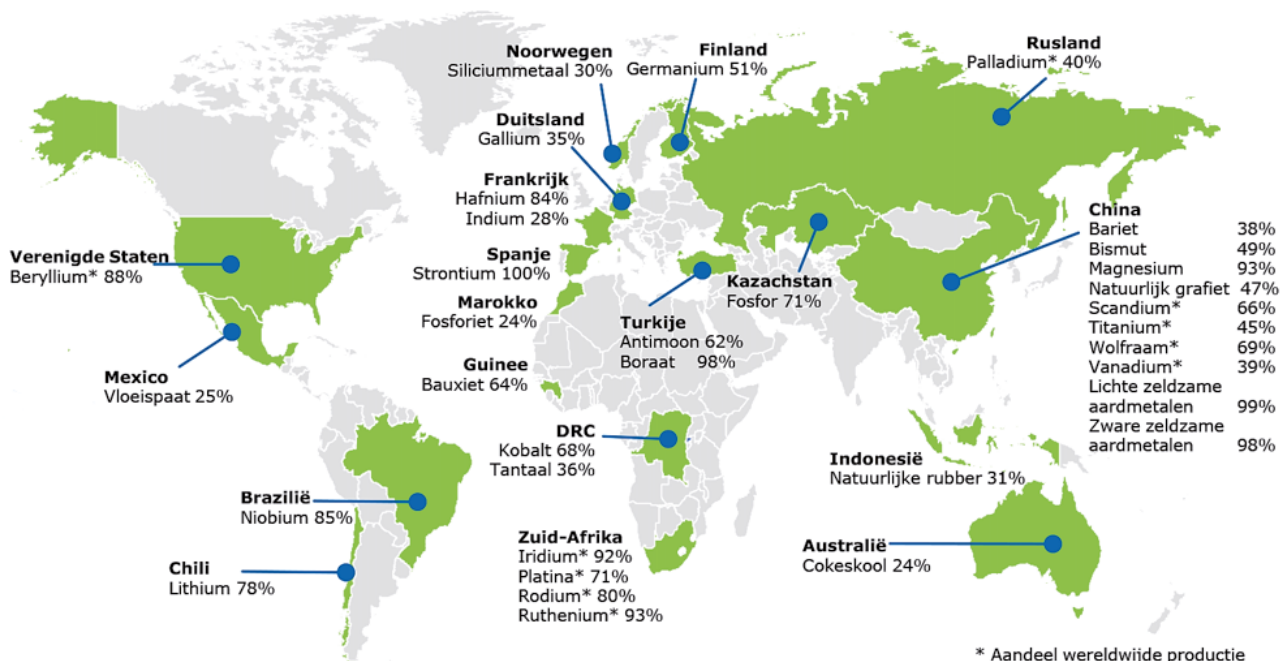 Noorwegen
Siliciummetaal 30%
Finland
Germanium 51%
Rusland
Palladium* 40%
Duitsland
Gallium 35%
Frankrijk
Hafnium 84%
Indium 28%
Spanje
Strontium 100%
Marokko
Fosforiet 24%
Guinee
Bauxiet 64%
Verenigde Staten
Beryllium* 88%
Mexico
Vloeispaat 25%
Turkije
Antimoon 62%
Boraat 98%
Kazachstan
Fosfor 71%
China
Bariet 38%
Bismut 49%
Magnesium 93%
Natuurlijk grafiet 47%
Scandium* 66%
Titanium* 45%
Wolfraam* 69%
Vanadium* 39%
Lichte zeldzame
aardmetalen 99%
Zware zeldzame
aardmetalen 98%
DRC
Kobalt 68%
Tantaal 36%
Indonesië
Natuurlijke rubber 31%
Brazilië
Niobium 85%
Chili
Lithium 78%
Zuid-Afrika
Iridium* 92%
Platina* 71%
Rodium* 80%
Ruthenium* 93%
Australië
Cokeskool 24%
* Aandeel wereldwijde productie